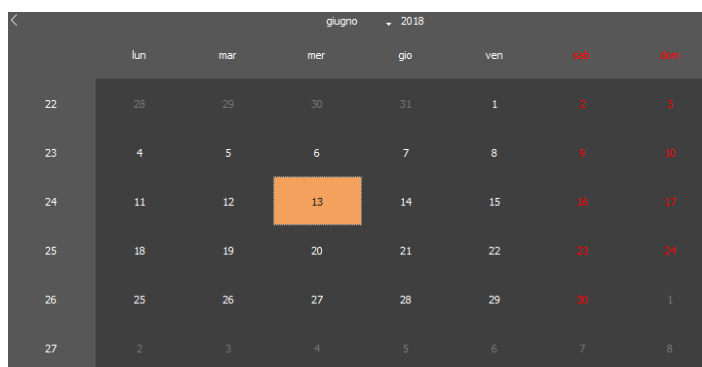 giugno 2018
lun mar mer gio ven sab dom
22 28 29 30 31 1 2 3
23 4 5 6 7 8 9 10
24 11 12 13 14 15 16 17
25 18 19 20 21 22 23 24
26 25 26 27 28 29 30 1
27 2 3 4 5 6 7 8